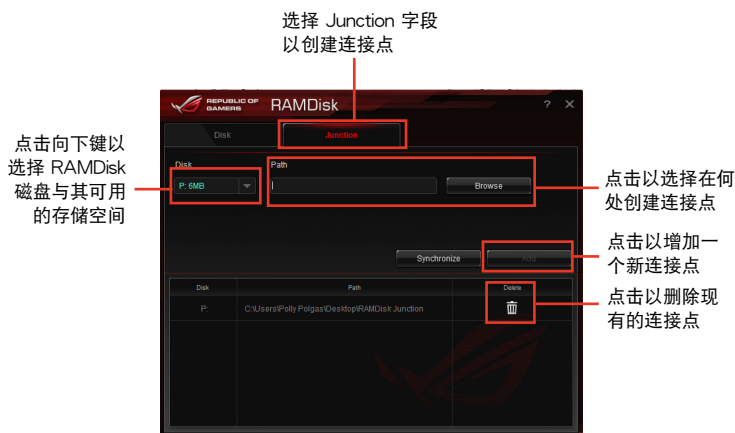 选择 Junction 字段
以创建连接点
REPUBLIC OF
GAMERS
RAMDisk
? ×
Disk
Junction
点击向下键以
选择 RAMDisk
磁盘与其可用
的存储空间
Disk
Path
P: 6MB
Browse
点击以选择在何
处创建连接点
Synchronize
Add
点击以增加一
个新连接点
Disk
Path
Delete
P:
C:\Users\Polly Polgas\Desktop\RAMDisk Junction
点击以删除现
有的连接点